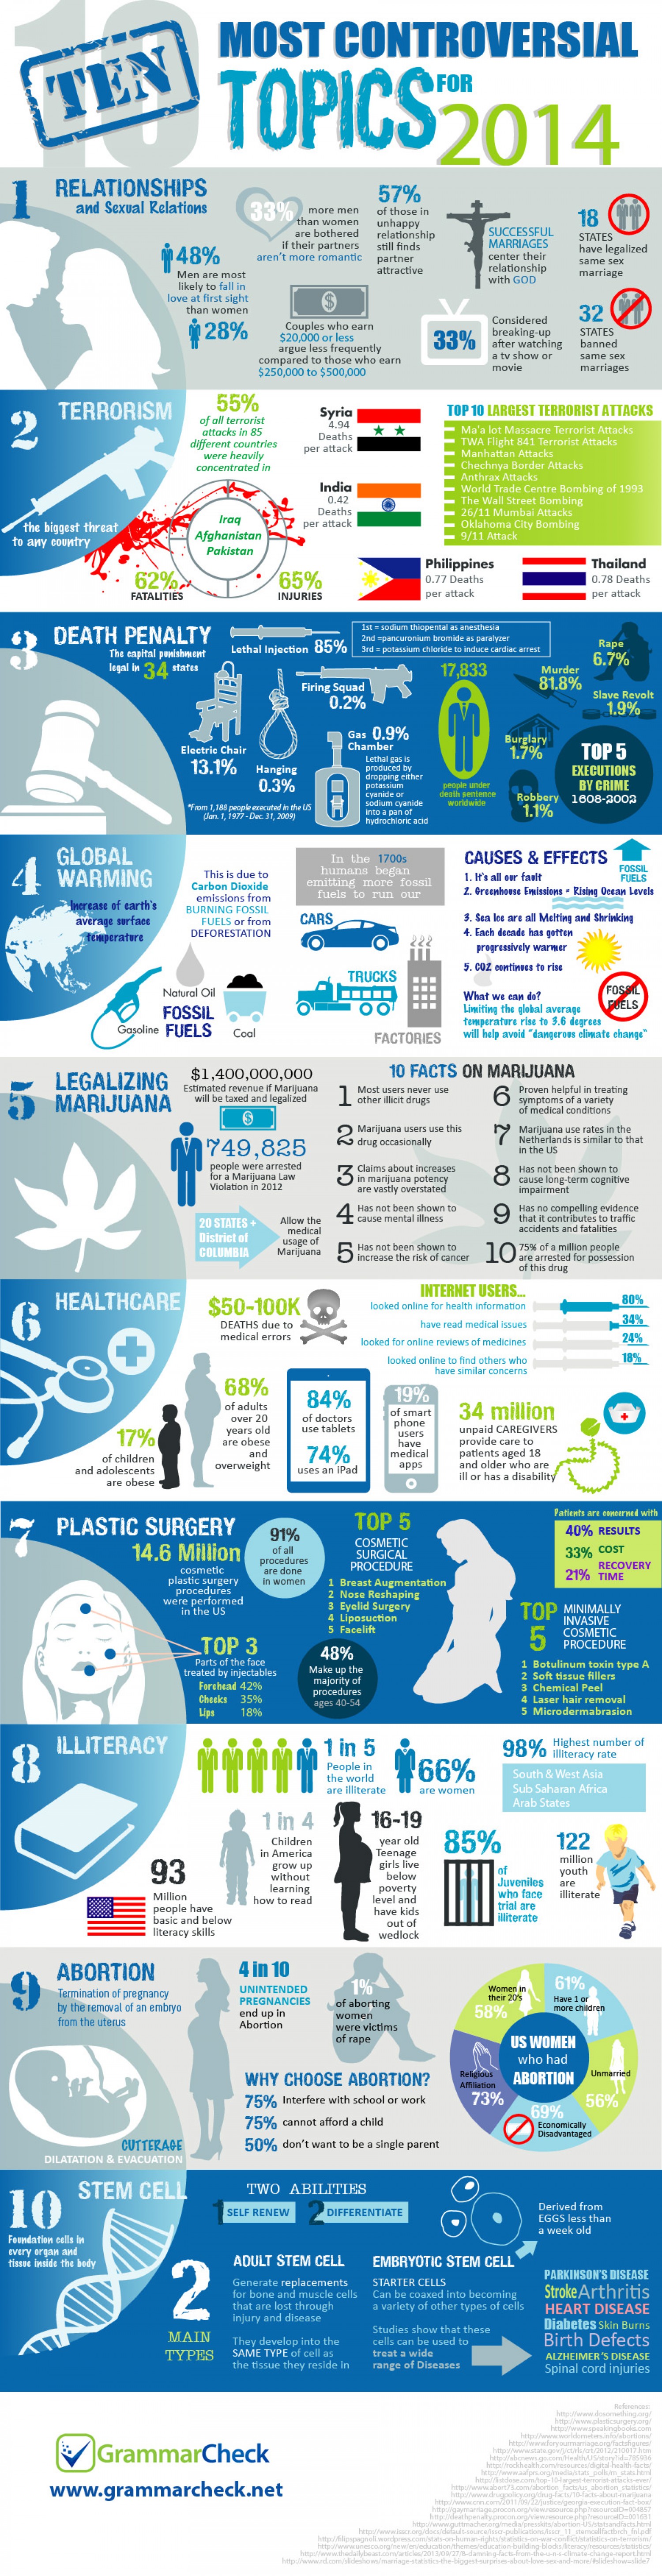 10
TEN
MOST CONTROVERSIAL
TOPICS FOR
2014
1
RELATIONSHIPS
and Sexual Relations
48%
Men are most
likely to fall in
love at first sight
than women
28%
33% more men
than women
are bothered
if their partners
aren't more romantic
$
Couples who earn
$20,000 or less
argue less frequently
compared to those who earn
$250,000 to $500,000
57%
of those in
unhappy
relationship
still finds
partner
attractive
SUCCESSFUL
MARRIAGES
center their
relationship
with GOD
33%
Considered
breaking-up
after watching
a tv show or
movie
18
STATES
have legalized
same sex
marriage
32
STATES
banned
same sex
marriages
2
TERRORISM
the biggest threat
to any country
55%
of all terrorist
attacks in 85
different countries
were heavily
concentrated in
Iraq
Afghanistan
Pakistan
62%
FATALITIES
65%
INJURIES
Syria
4.94
Deaths
per attack
India
0.42
Deaths
per attack
TOP 10 LARGEST TERRORIST ATTACKS
Ma'a lot Massacre Terrorist Attacks
TWA Flight 841 Terrorist Attacks
Manhattan Attacks
Chechnya Border Attacks
Anthrax Attacks
World Trade Centre Bombing of 1993
The Wall Street Bombing
26/11 Mumbai Attacks
Oklahoma City Bombing
9/11 Attack
Philippines
0.77 Deaths
per attack
Thailand
0.78 Deaths
per attack
3
DEATH PENALTY
The capital punishment
legal in 34 states
Lethal Injection 85%
1st = sodium thiopental as anesthesia
2nd =pancuronium bromide as paralyzer
3rd = potassium chloride to induce cardiac arrest
Firing Squad
0.2%
Electric Chair
13.1%
Hanging
0.3%
Gas 0.9%
Chamber
Lethal gas is
produced by
dropping either
potassium
cyanide or
sodium cyanide
into a pan of
hydrochloric acid
*From 1,188 people executed in the US
(Jan. 1, 1977 - Dec. 31, 2009)
17,833
people under
death sentence
worldwide
Rape
6.7%
Murder
81.8%
Slave Revolt
1.9%
Burglary
1.7%
Robbery
1.1%
TOP 5
EXECUTIONS
BY CRIME
1608-2002
4
GLOBAL
WARMING
Increase of earth's
average surface
temperature
This is due to
Carbon Dioxide
emissions from
BURNING FOSSIL
FUELS or from
DEFORESTATION
Natural Oil
FOSSIL
FUELS
Gasoline
Coal
In the 1700s
humans began
emitting more fossil
fuels to run our
CARS
TRUCKS
FACTORIES
CAUSES & EFFECTS
FOSSIL
FUELS
1. It's all our fault
2. Greenhouse Emissions = Rising Ocean Levels
3. Sea Ice are all Melting and Shrinking
4. Each decade has gotten
progressively warmer
5. CO2 continues to rise
What we can do?
Limiting the global average
temperature rise to 3.6 degrees
will help avoid "dangerous climate change"
FOSSIL
FUELS
5
LEGALIZING
MARIJUANA
$1,400,000,000
Estimated revenue if Marijuana
will be taxed and legalized
$
749,825
people were arrested
for a Marijuana Law
Violation in 2012
20 STATES +
District of
COLUMBIA
Allow the
medical
usage of
Marijuana
10 FACTS ON MARIJUANA
1 Most users never use
other illicit drugs
2 Marijuana users use this
drug occasionally
3 Claims about increases
in marijuana potency
are vastly overstated
4 Has not been shown to
cause mental illness
5 Has not been shown to
increase the risk of cancer
6 Proven helpful in treating
symptoms of a variety
of medical conditions
7 Marijuana use rates in the
Netherlands is similar to that
in the US
8 Has not been shown to
cause long-term cognitive
impairment
9 Has no compelling evidence
that it contributes to traffic
accidents and fatalities
10 75% of a million people
are arrested for possession
of this drug
6
HEALTHCARE
$50-100K
DEATHS due to
medical errors
INTERNET USERS...
looked online for health information 80%
have read medical issues 34%
looked for online reviews of medicines 24%
looked online to find others who 18%
have similar concerns
17%
of children
and adolescents
are obese
68%
of adults
over 20
years old
are obese
and
overweight
84%
of doctors
use tablets
74%
uses an iPad
19%
of smart
phone
users
have
medical
apps
34 million
unpaid CAREGIVERS
provide care to
patients aged 18
and older who are
ill or has a disability
7
PLASTIC SURGERY
14.6 Million
cosmetic
plastic surgery
procedures
were performed
in the US
TOP 3
Parts of the face
treated by injectables
Forehead 42%
Cheeks 35%
Lips 18%
91%
of all
procedures
are done
in women
TOP 5
COSMETIC
SURGICAL
PROCEDURE
1 Breast Augmentation
2 Nose Reshaping
3 Eyelid Surgery
4 Liposuction
5 Facelift
48%
Make up the
majority of
procedures
ages 40-54
Patients are concerned with
40% RESULTS
33% COST
21% RECOVERY
TIME
TOP
5
MINIMALLY
INVASIVE
COSMETIC
PROCEDURE
1 Botulinum toxin type A
2 Soft tissue fillers
3 Chemical Peel
4 Laser hair removal
5 Microdermabrasion
8
ILLITERACY
1 in 5
People in
the world
are illiterate
66%
are women
98% Highest number of
illiteracy rate
South & West Asia
Sub Saharan Africa
Arab States
93
Million
people have
basic and below
literacy skills
1 in 4
Children
in America
grow up
without
learning
how to read
16-19
year old
Teenage
girls live
below
poverty
level and
have kids
out of
wedlock
85%
of
Juveniles
who face
trial are
illiterate
122
million
youth
are
illiterate
9
ABORTION
Termination of pregnancy
by the removal of an embryo
from the uterus
CUTTERAGE
DILATATION & EVACUATION
4 in 10
UNINTENDED
PREGNANCIES
end up in
Abortion
1%
of aborting
women
were victims
of rape
WHY CHOOSE ABORTION?
75% Interfere with school or work
75% cannot afford a child
50% don't want to be a single parent
Women in
their 20's
58%
61%
Have 1 or
more children
US WOMEN
who had
ABORTION
Religious
Affiliation
73%
Unmarried
56%
69%
Economically
Disadvantaged
10
STEM CELL
Foundation cells in
every organ and
tissue inside the body
TWO ABILITIES
1 SELF RENEW
2 DIFFERENTIATE
Derived from
EGGS less than
a week old
2
MAIN
TYPES
ADULT STEM CELL
Generate replacements
for bone and muscle cells
that are lost through
injury and disease
They develop into the
SAME TYPE of cell as
the tissue they reside in
EMBRYOTIC STEM CELL
STARTER CELLS
Can be coaxed into becoming
a variety of other types of cells
Studies show that these
cells can be used to
treat a wide
range of Diseases
PARKINSON'S DISEASE
Stroke Arthritis
HEART DISEASE
Diabetes Skin Burns
Birth Defects
ALZHEIMER'S DISEASE
Spinal cord injuries
GrammarCheck
www.grammarcheck.net
References:
http://www.dosomething.org/
http://www.plasticsurgery.org/
http://www.speakingbooks.com
http://www.worldometers.info/abortions/